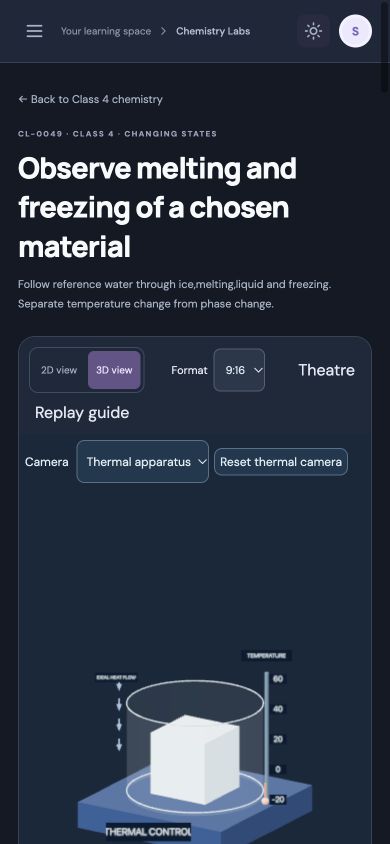 Your learning space > Chemistry Labs S
← Back to Class 4 chemistry
CL-0049 · CLASS 4 · CHANGING STATES
Observe melting and
freezing of a chosen
material
Follow reference water through ice,melting,liquid and freezing.
Separate temperature change from phase change.
2D view 3D view Format 9:16 Theatre
Replay guide
Camera Thermal apparatus Reset thermal camera
TEMPERATURE
IDEAL HEAT FLOW
60
40
20
0
-20
THERMAL CONTROL